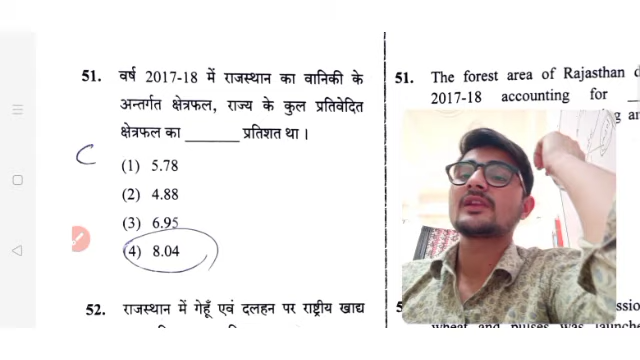 51. वर्ष 2017-18 में राजस्थान का वानिकी के
अन्तर्गत क्षेत्रफल, राज्य के कुल प्रतिवेदित
क्षेत्रफल का ______ प्रतिशत था ।
C
(1) 5.78
(2) 4.88
(3) 6.95
(4) 8.04
52. राजस्थान में गेहूँ एवं दलहन पर राष्ट्रीय खाद्य
51. The forest area of Rajasthan d
2017-18 accounting for
g
wheat and pulses was launche